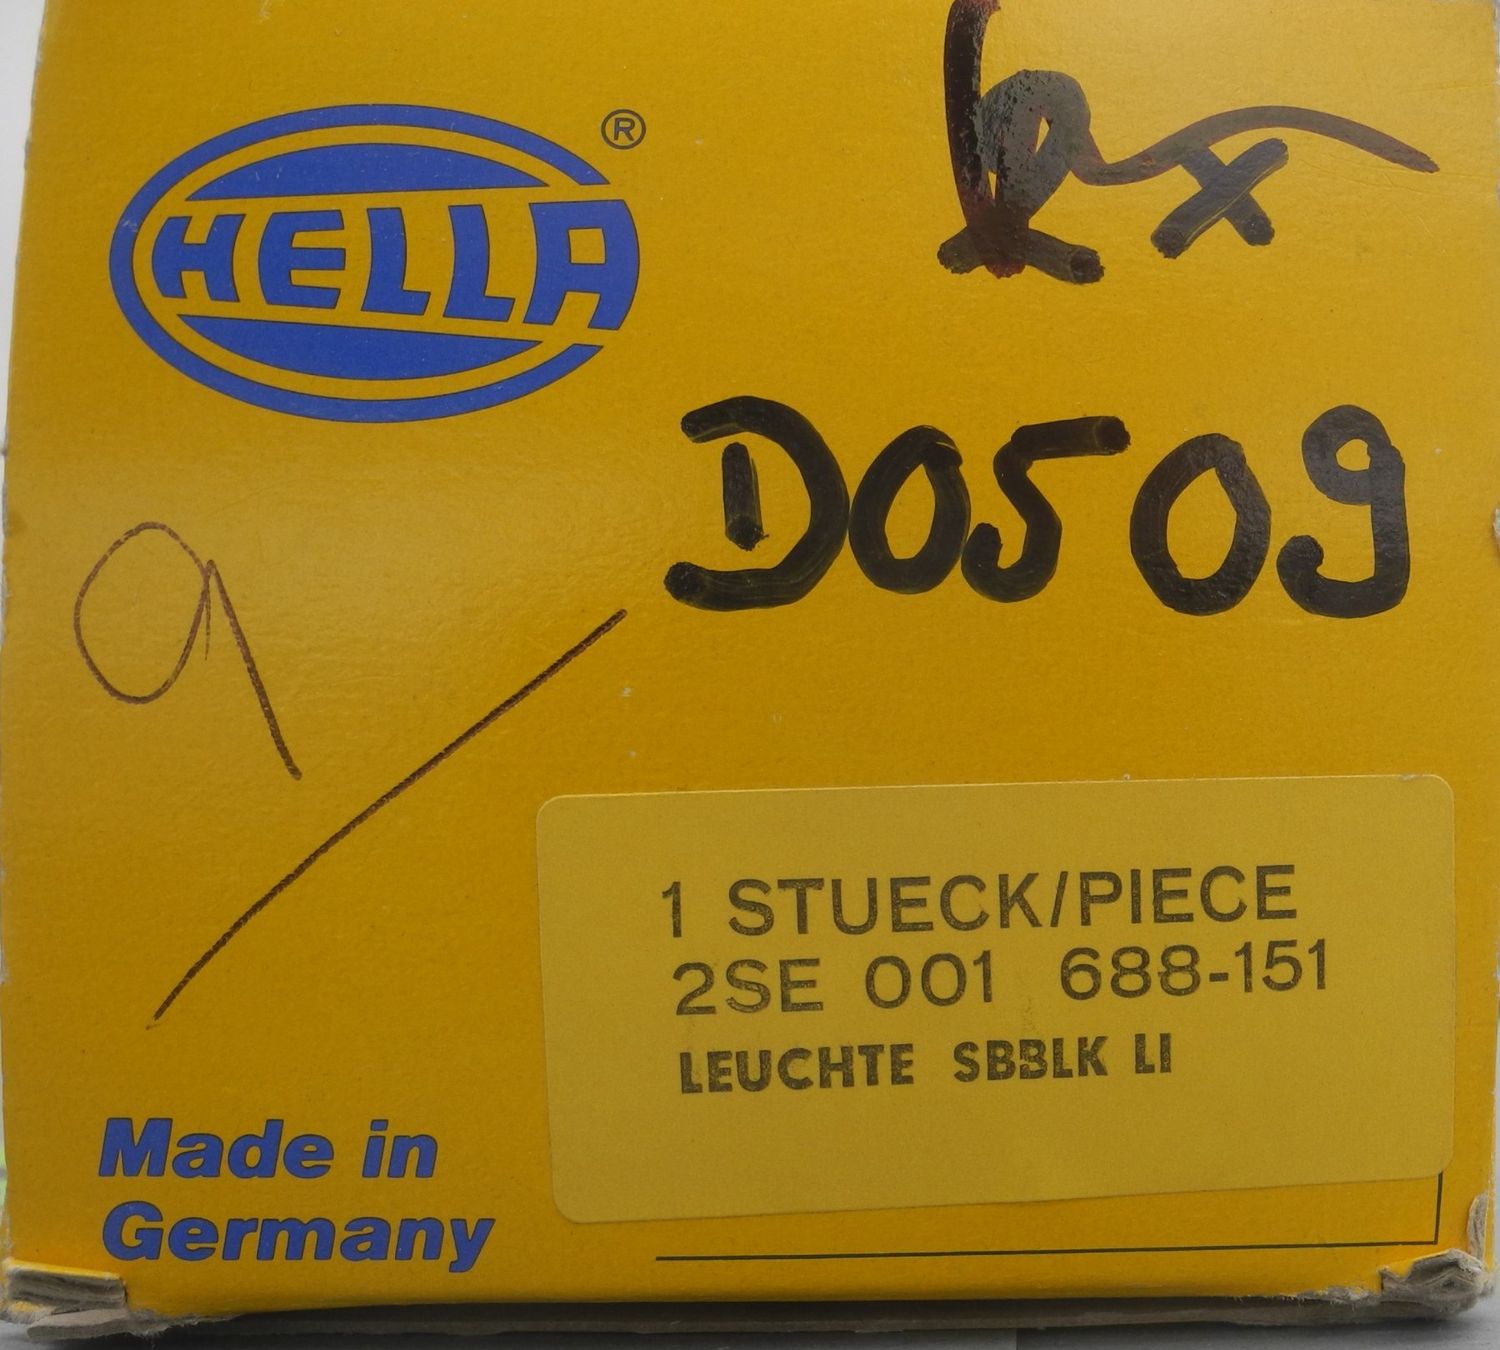 HELLA ®
D0509
9
1 STUECK/PIECE
2SE 001 688-151
LEUCHTE SBBLK LI
Made in
Germany